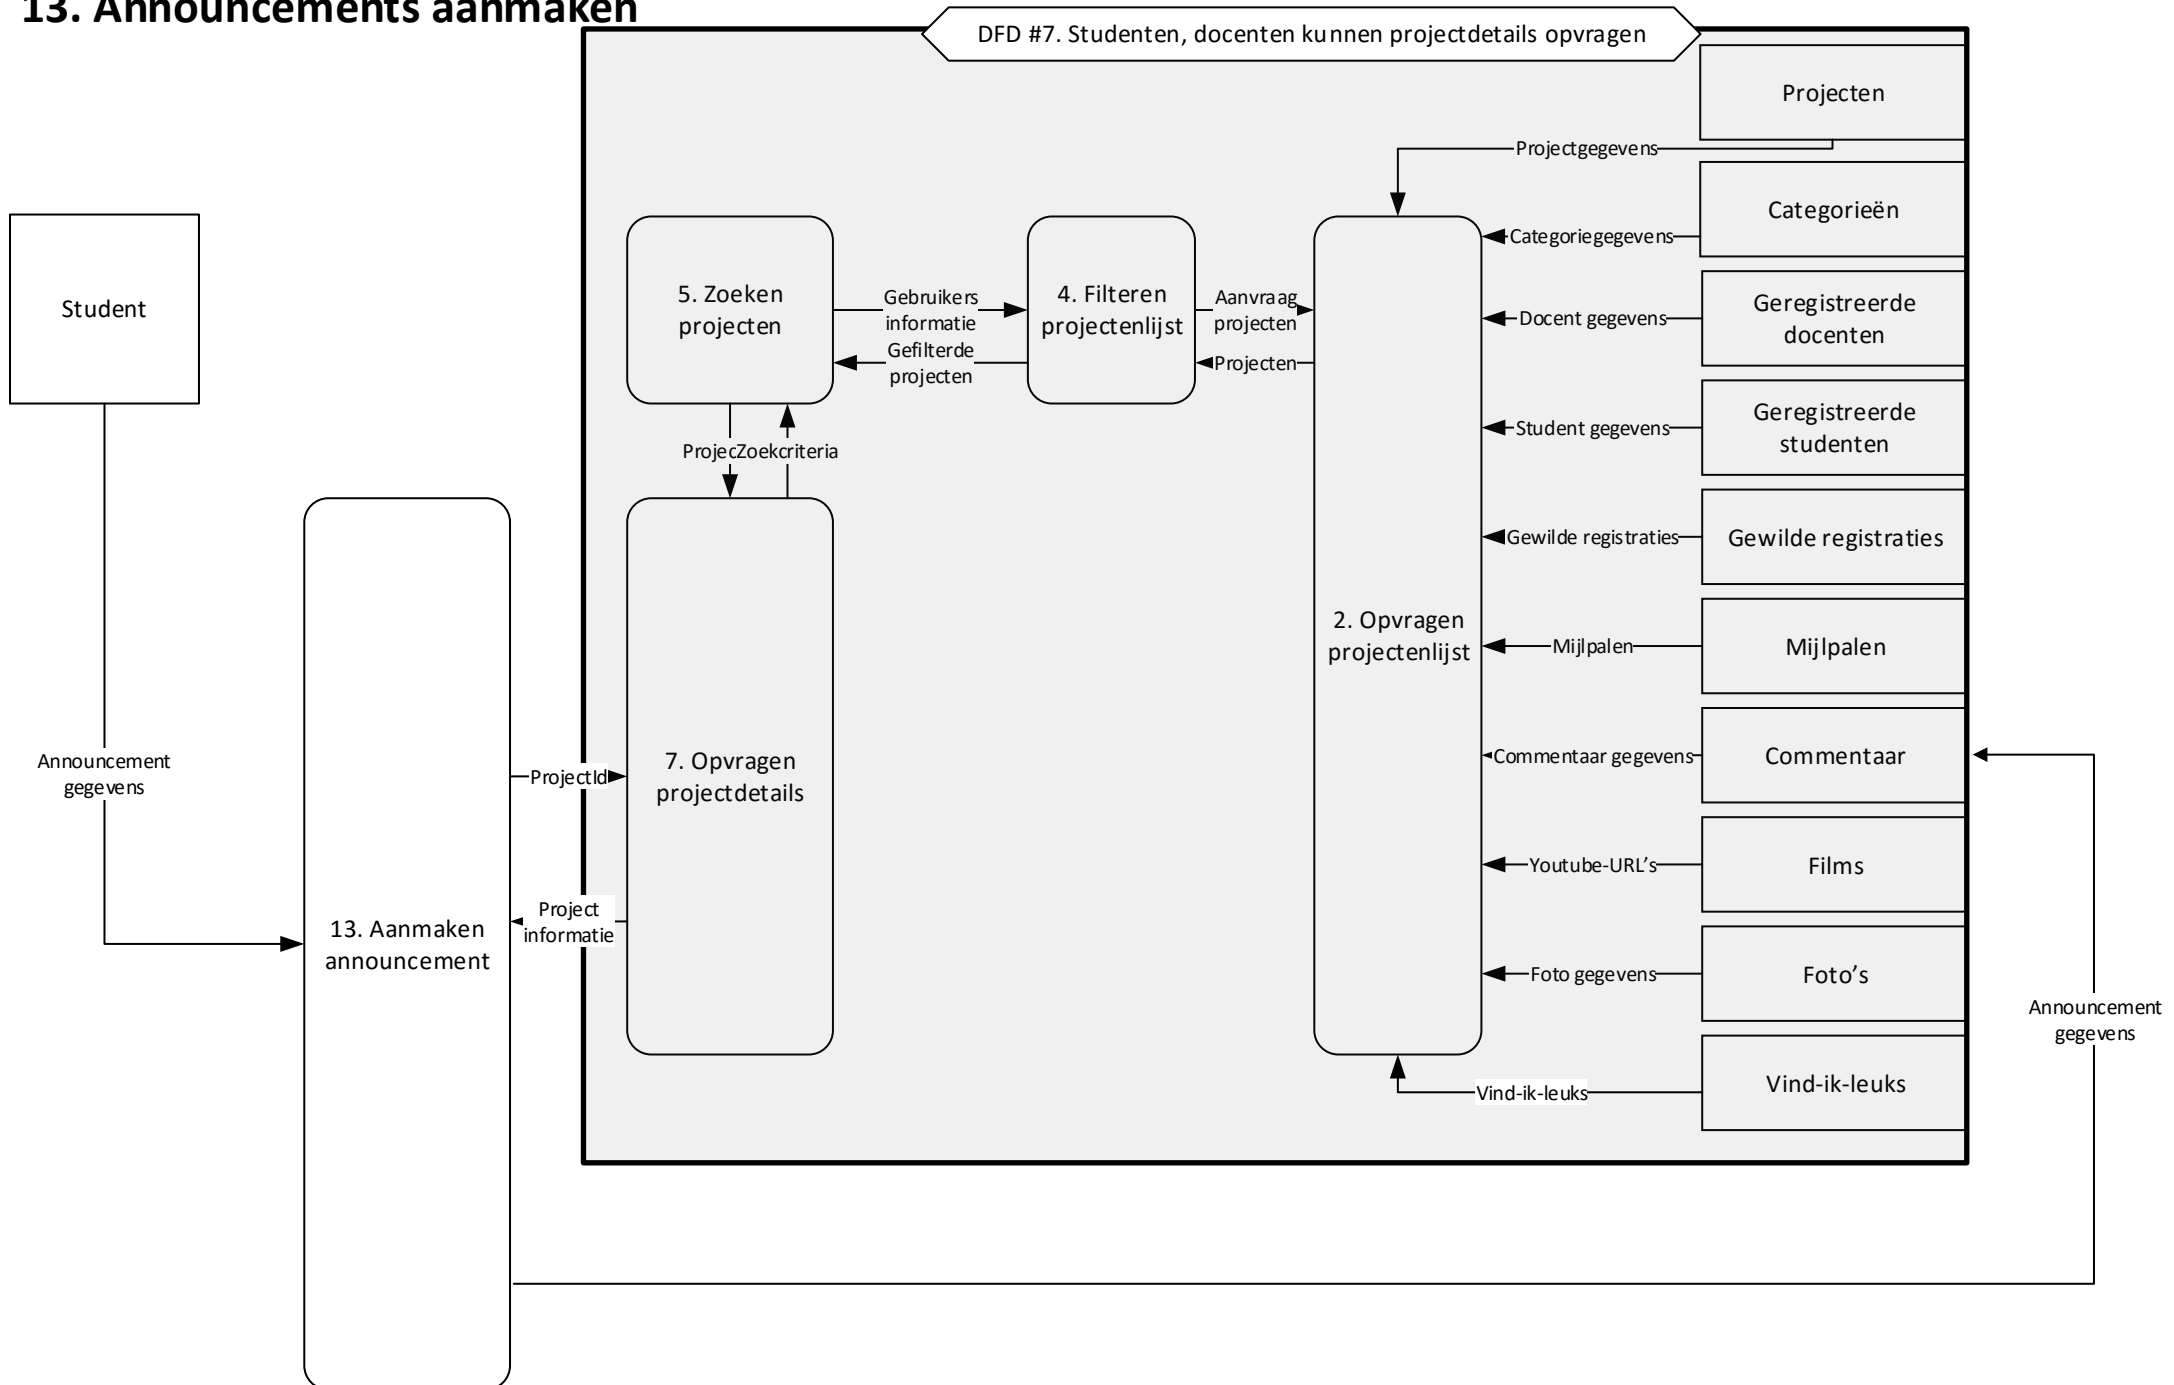 13. Announcements aanmaken
DFD #7. Studenten, docenten kunnen projectdetails opvragen
Projecten
Projectgegevens
Categorieën
Categoriegegevens
Student
5. Zoeken
projecten
Gebruikers
informatie
Gefilterde
projecten
4. Filteren
projectenlijst
Aanvraag
projecten
Projecten
Docent gegevens
Geregistreerde
docenten
Student gegevens
Geregistreerde
studenten
Zoekcriteria
Gewilde registraties
Gewilde registraties
2. Opvragen
projectenlijst
Mijlpalen
Mijlpalen
Announcement
gegevens
ProjectId
7. Opvragen
projectdetails
Commentaar gegevens
Commentaar
Youtube-URL’s
Films
13. Aanmaken
announcement
Project
informatie
Foto gegevens
Foto’s
Announcement
gegevens
Vind-ik-leuks
Vind-ik-leuks